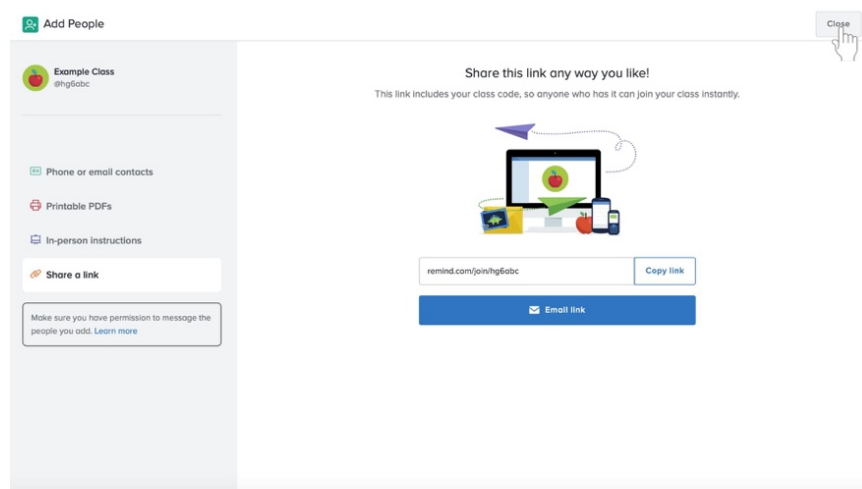 Add People
Close
Example Class
@hg6abc
Phone or email contacts
Printable PDFs
In-person instructions
Share a link
Make sure you have permission to message the
people you add. Learn more
Share this link any way you like!
This link includes your class code, so anyone who has it can join your class instantly.
remind.com/join/hg6abc
Copy link
Email link